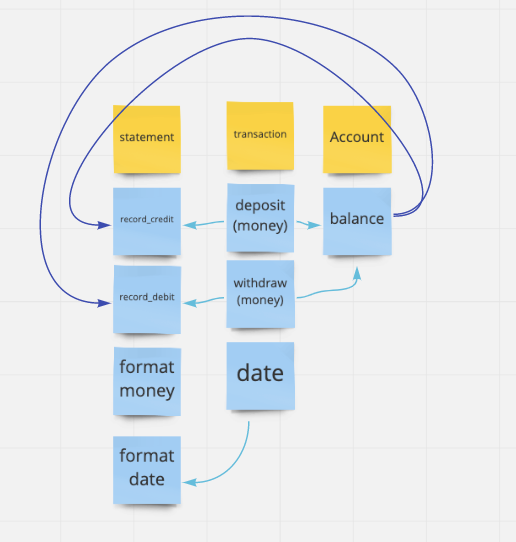 statement
transaction
Account
record_credit
deposit
(money)
balance
record_debit
withdraw
(money)
format
money
date
format
date